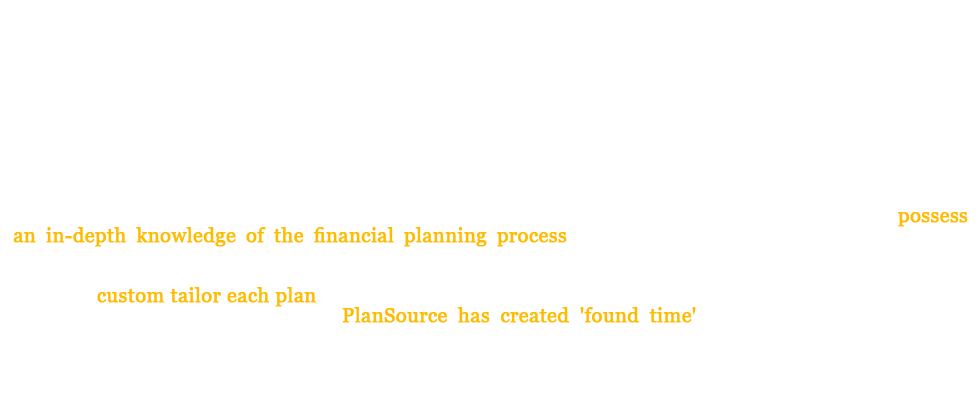 possess
an in-depth knowledge of the financial planning process
custom tailor each plan
PlanSource has created 'found time'